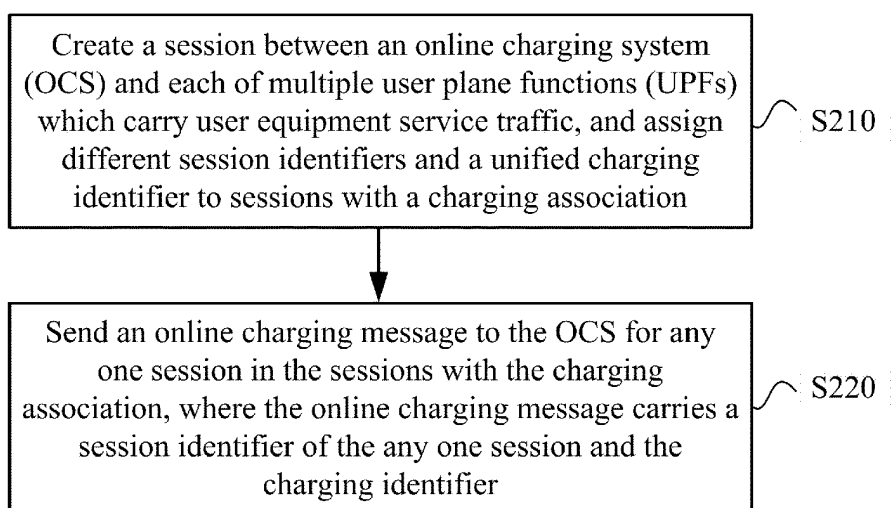 Create a session between an online charging system
(OCS) and each of multiple user plane functions (UPFs)
which carry user equipment service traffic, and assign
different session identifiers and a unified charging
identifier to sessions with a charging association
S210
Send an online charging message to the OCS for any
one session in the sessions with the charging
association, where the online charging message carries a
session identifier of the any one session and the
charging identifier
S220